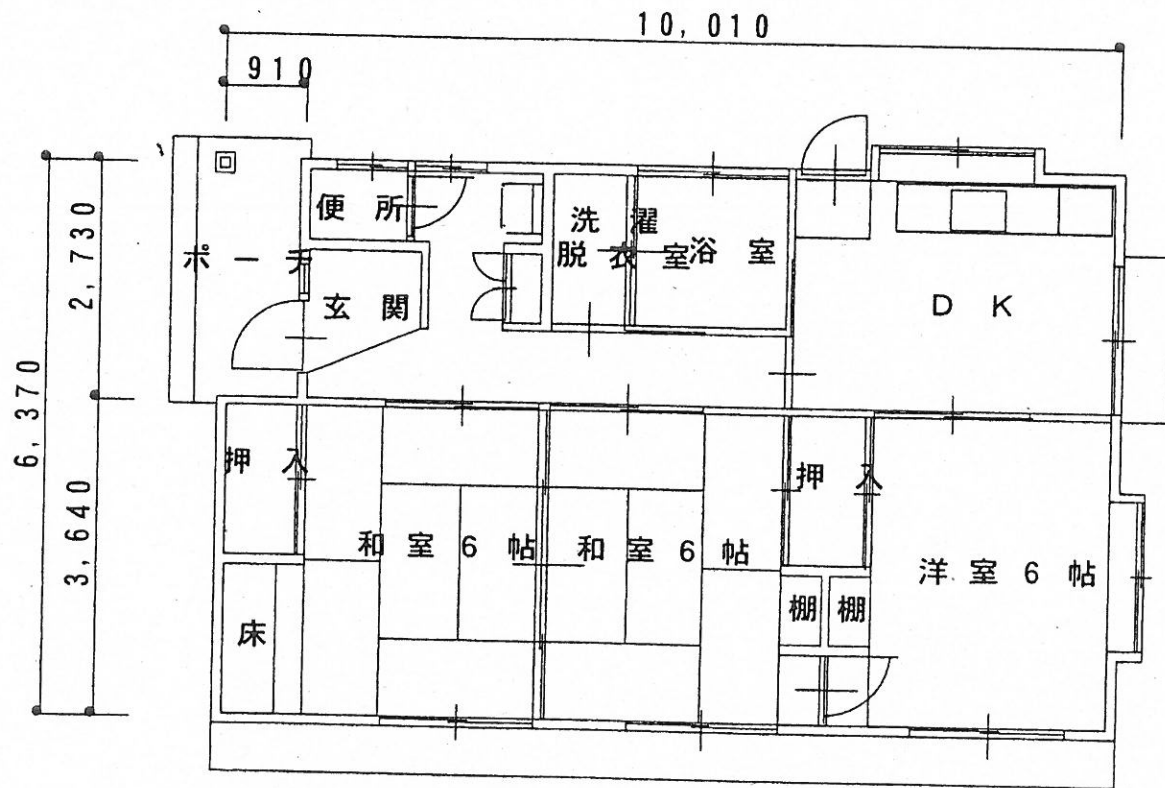 10,010
910
便所
洗濯
脱衣室
浴室
ポーチ
玄関
DK
2,730
6,370
3,640
押入
押入
和室6帖
和室6帖
洋室6帖
棚
棚
床